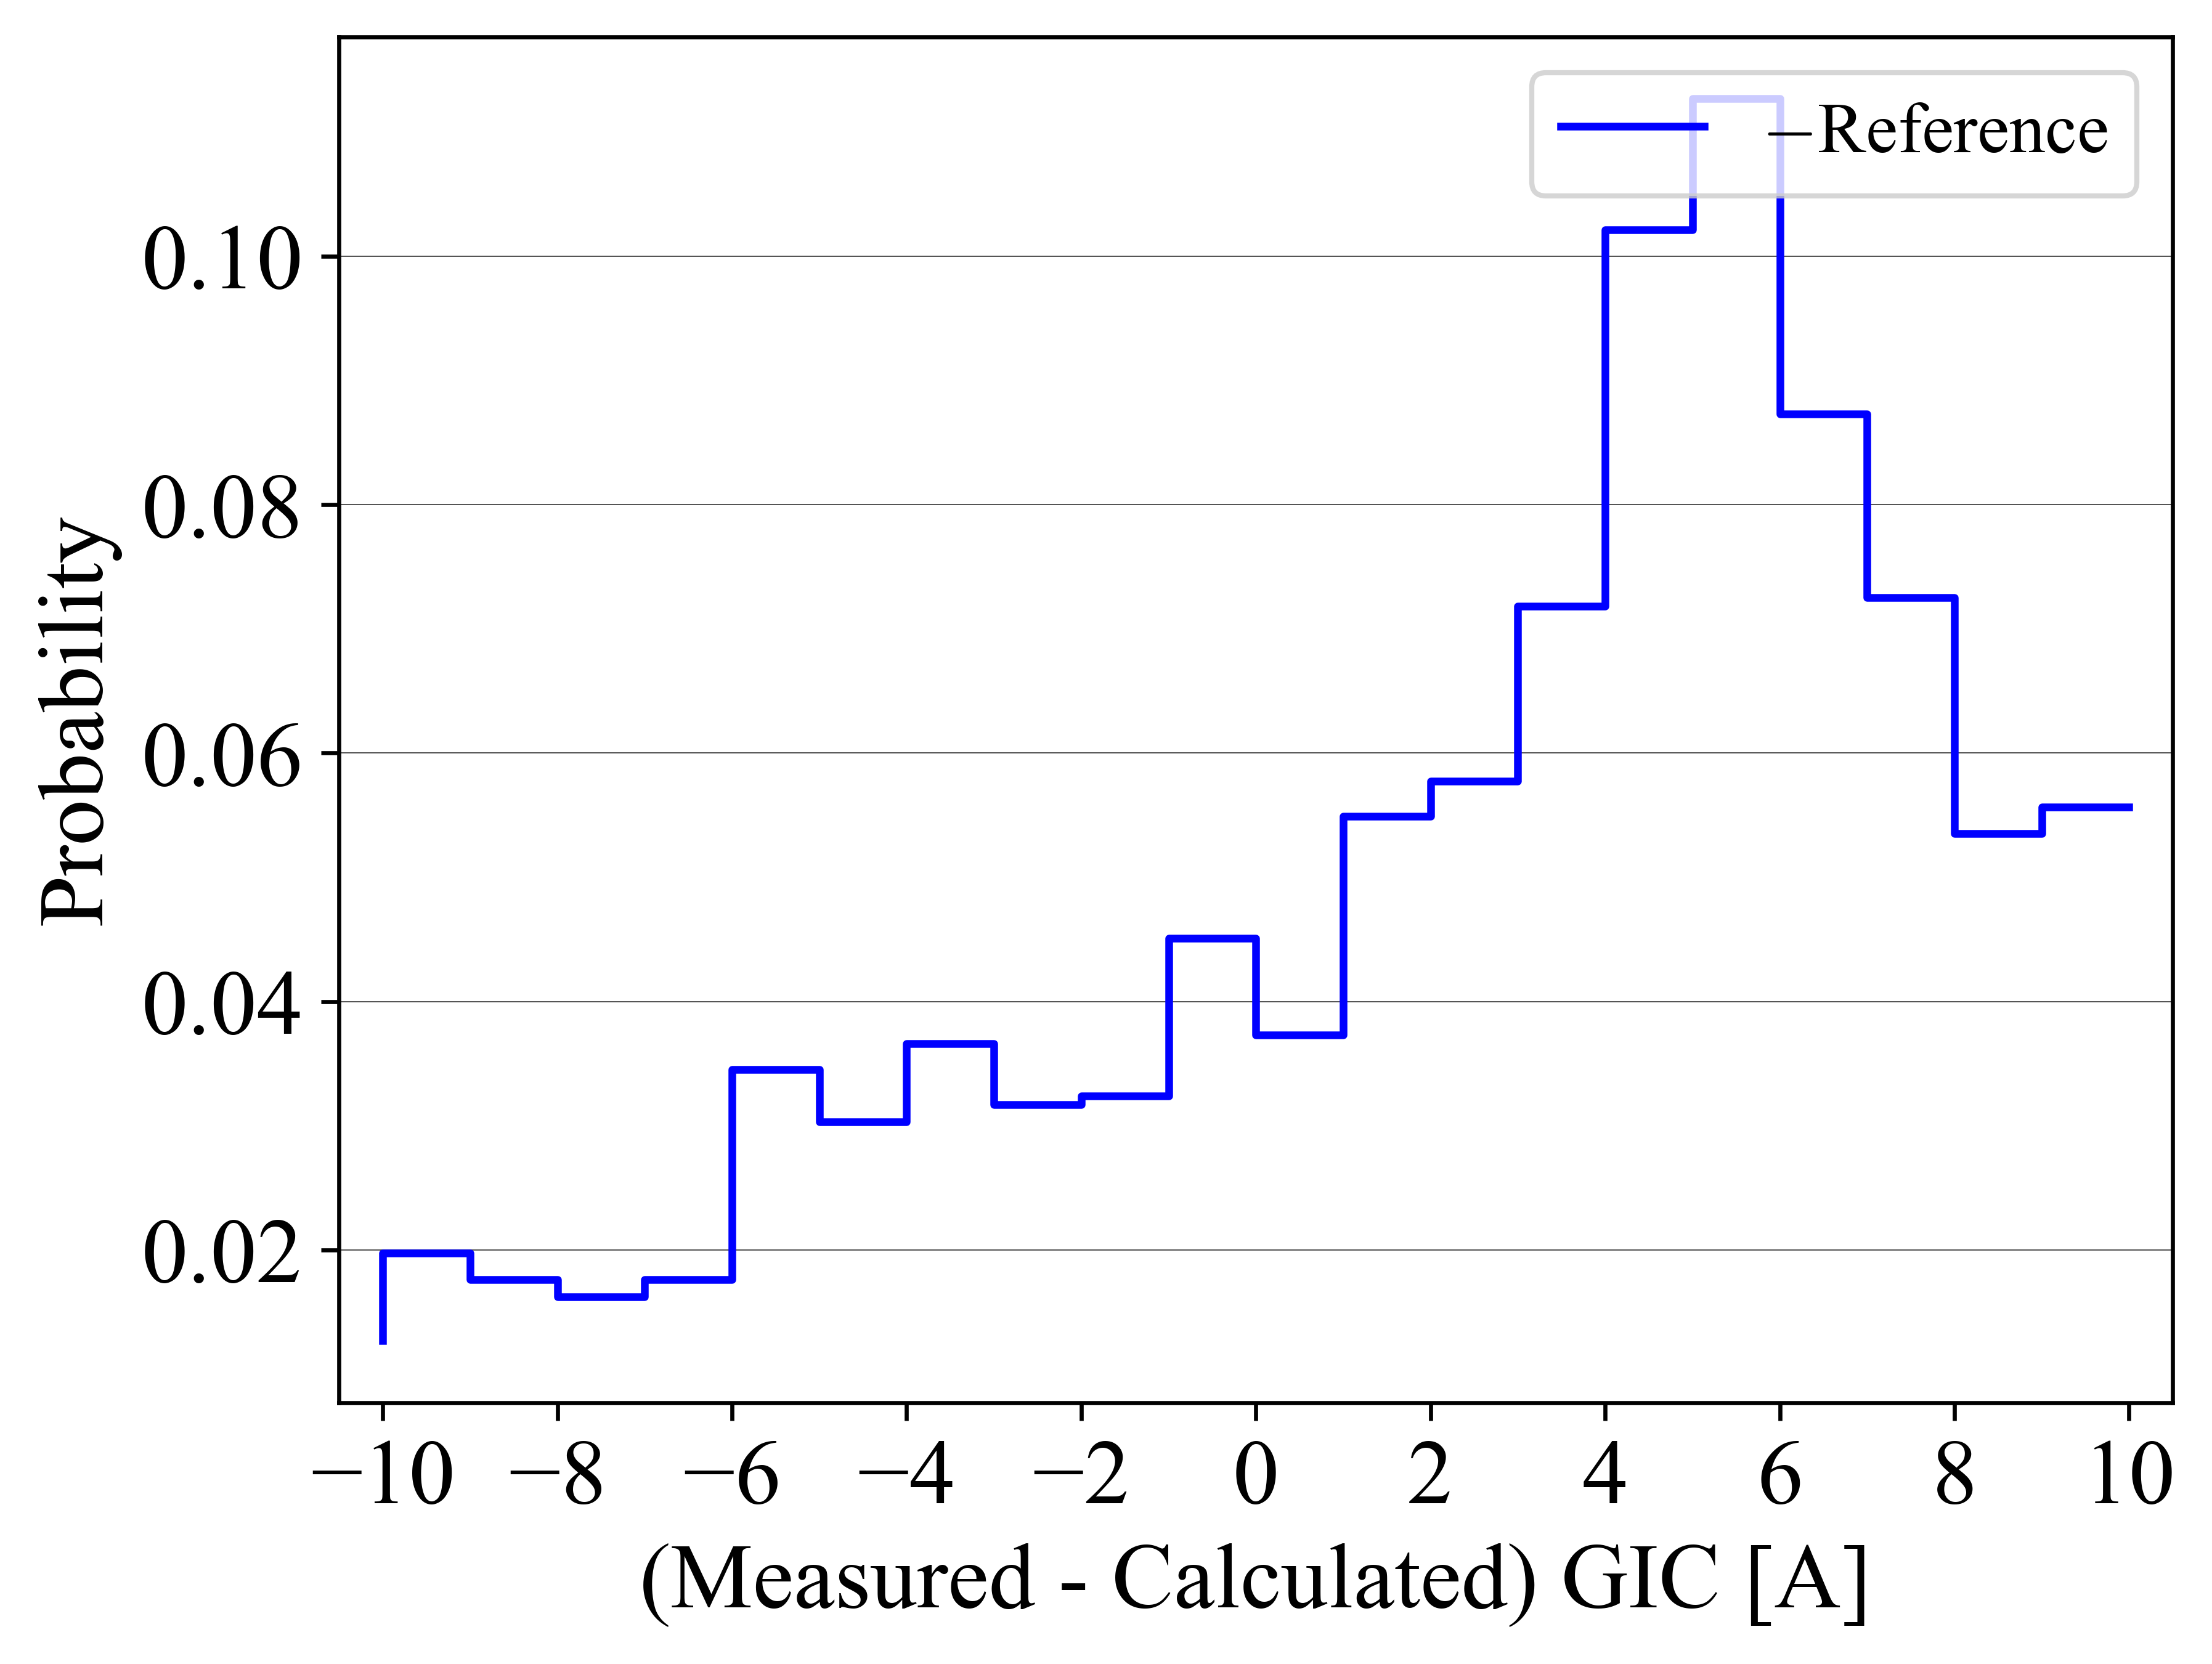 –Reference
0.10
0.08
0.06
0.04
0.02
Probability
−10 −8 −6 −4 −2 0 2 4 6 8 10
(Measured - Calculated) GIC [A]